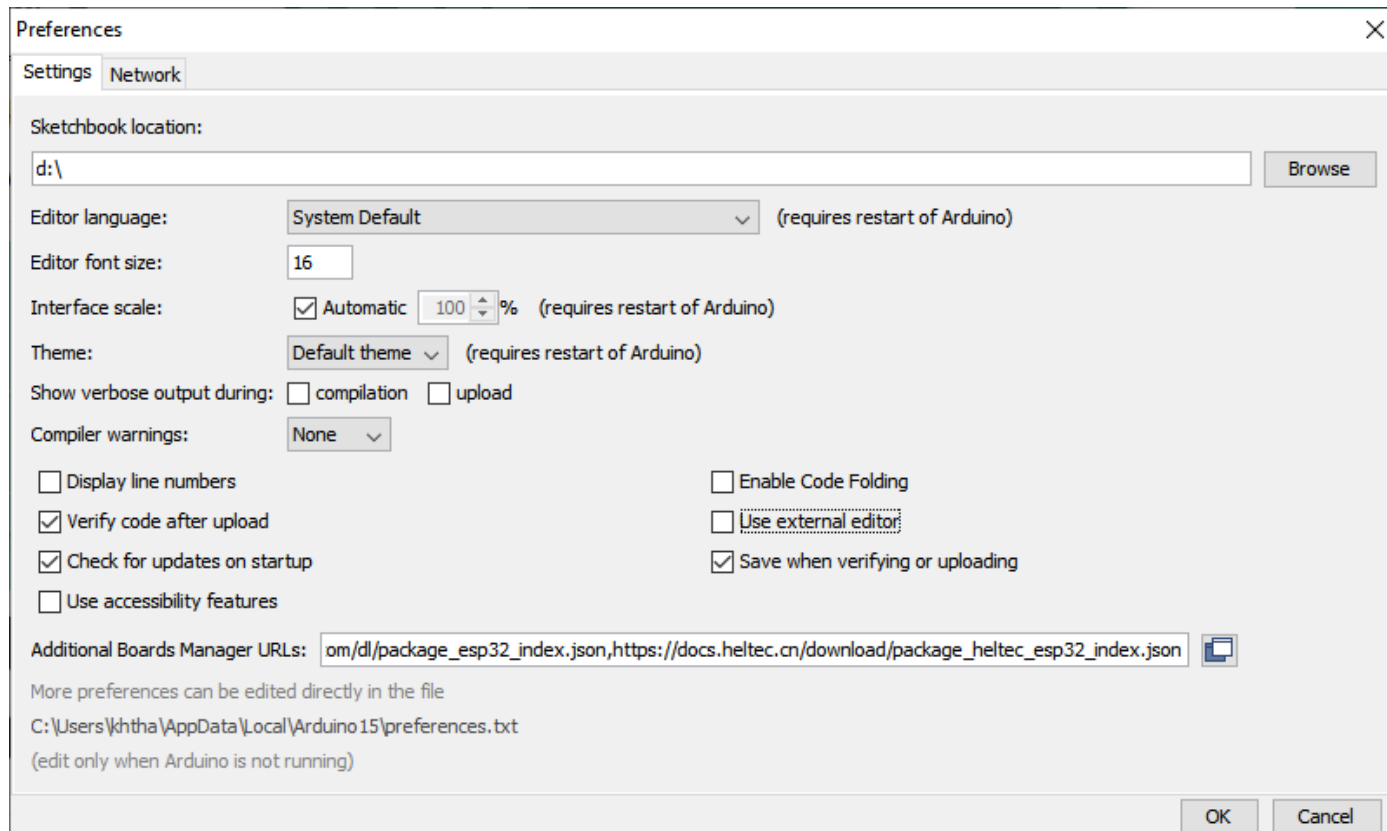 Preferences
Settings Network
Sketchbook location:
d:\ Browse
Editor language: System Default (requires restart of Arduino)
Editor font size: 16
Interface scale: Automatic 100 % (requires restart of Arduino)
Theme: Default theme (requires restart of Arduino)
Show verbose output during: compilation upload
Compiler warnings: None
Display line numbers Enable Code Folding
Verify code after upload Use external editor
Check for updates on startup Save when verifying or uploading
Use accessibility features
Additional Boards Manager URLs: om/dl/package_esp32_index.json,https://docs.heltec.cn/download/package_heltec_esp32_index.json
More preferences can be edited directly in the file
C:\Users\khtha\AppData\Local\Arduino15\preferences.txt
(edit only when Arduino is not running)
OK Cancel